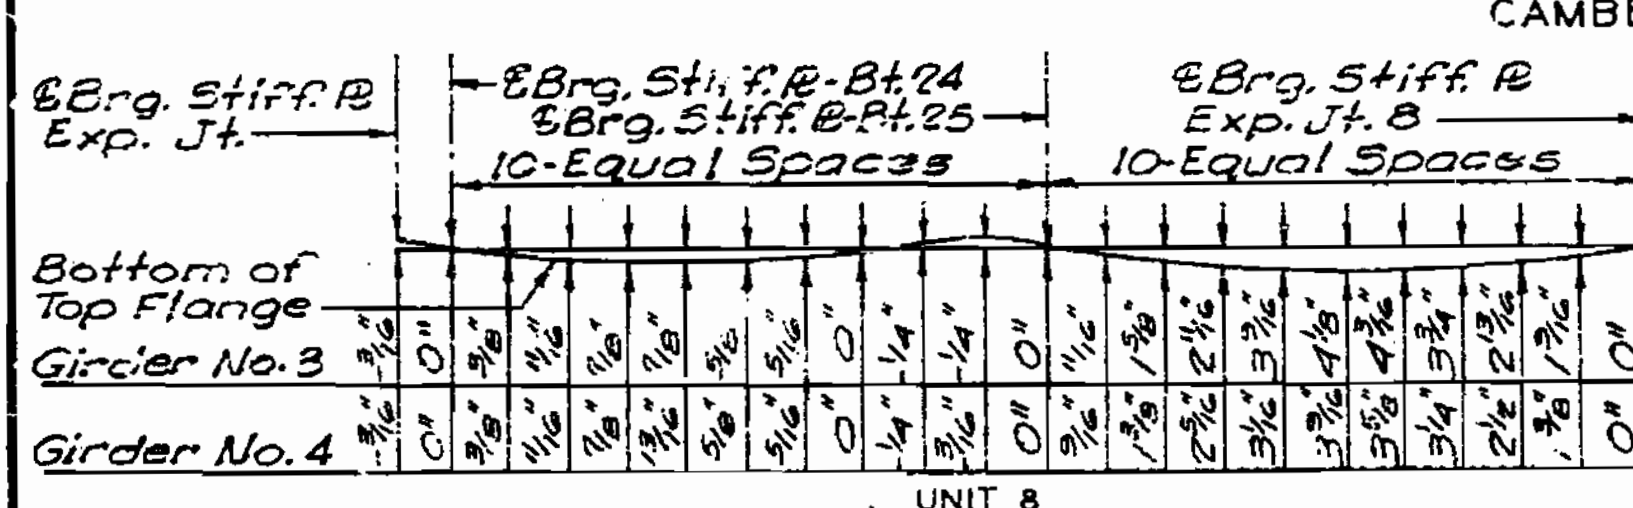 CAMBE
℄ Brg. Stiff. ℙ
Exp. Jt.
℄ Brg. Stiff. ℙ-Bt. 24
℄ Brg. Stiff. ℙ-Bt. 25
10-Equal Spaces
℄ Brg. Stiff. ℙ
Exp. Jt. 8
10-Equal Spaces
Bottom of
Top Flange
Girder No. 3 -3/16" 0" 3/8" 11/16" 7/8" 7/8" 5/8" 5/16" 0" -1/4" -1/4" 0" 11/16" 1 5/8" 2 11/16" 3 9/16" 4 1/8" 4 3/16" 3 3/4" 2 13/16" 1 9/16" 0"
Girder No. 4 -3/16" 0" 3/8" 11/16" 7/8" 13/16" 5/8" 5/16" 0" -1/4" 3/16" 0" 9/16" 1 3/8" 2 5/16" 3 1/16" 3 9/16" 3 5/8" 3 1/4" 2 1/2" 1 3/8" 0"
UNIT 8